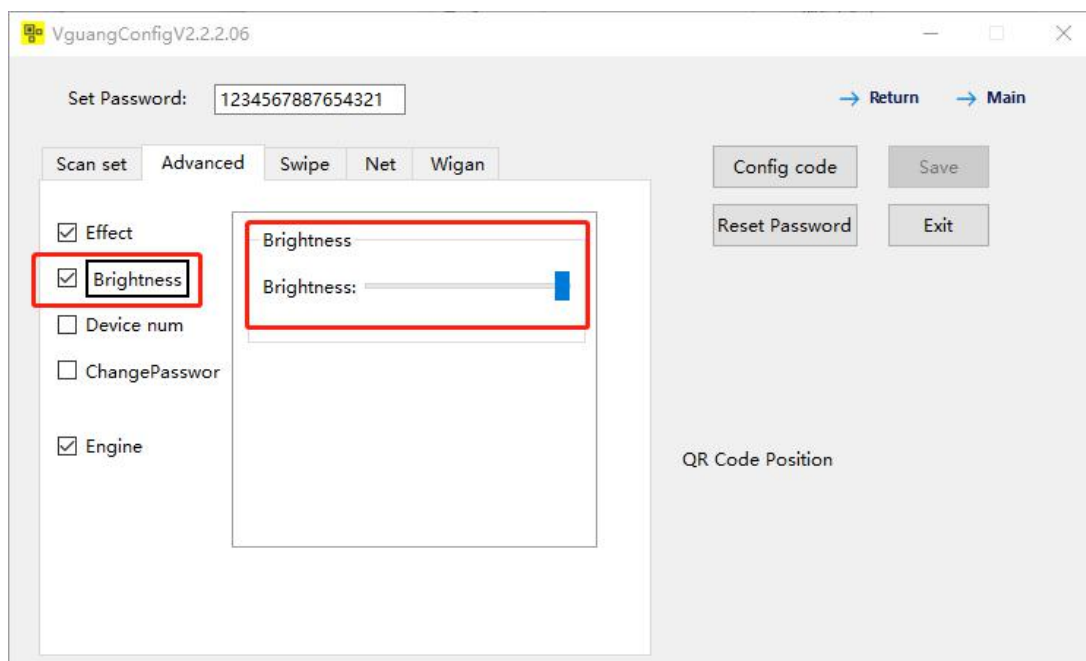 VguangConfigV2.2.2.06
Set Password: 1234567887654321
Return Main
Scan set Advanced Swipe Net Wigan
Config code Save
Reset Password Exit
Effect
Brightness
Device num
ChangePasswor
Engine
Brightness
Brightness:
QR Code Position